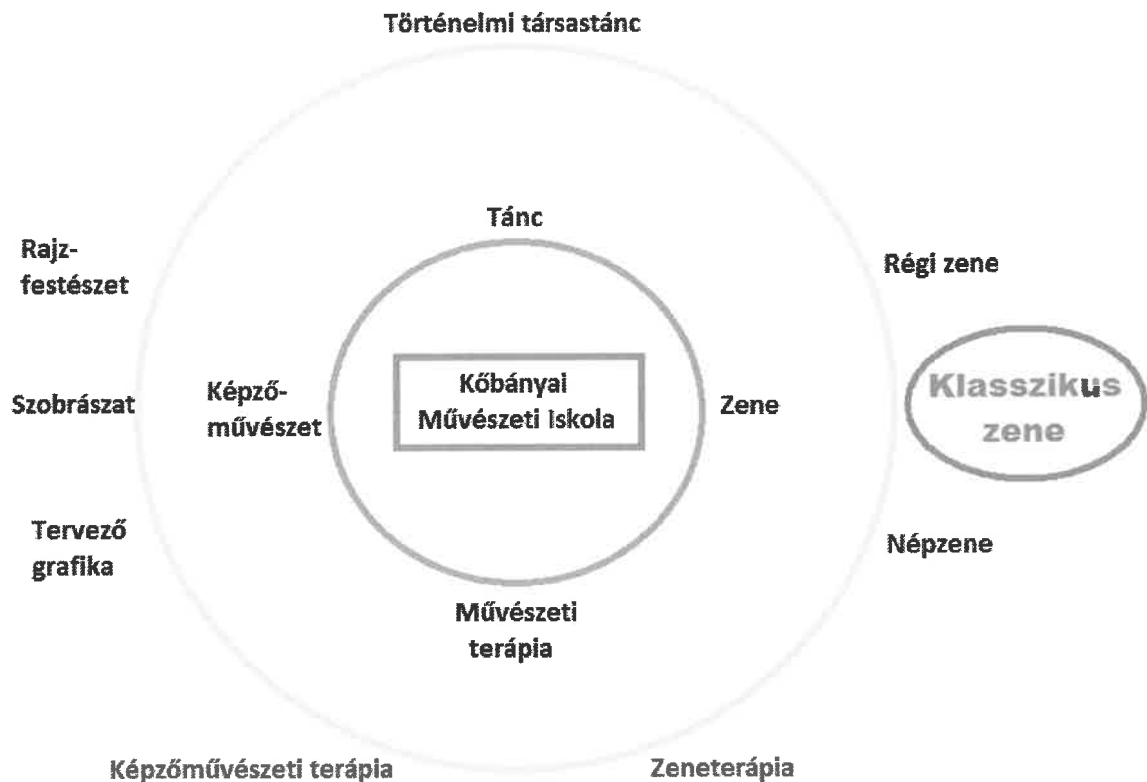 Történelmi társastánc
Tánc
Rajz-
festészet
Régi zene
Szobrászat
Képző-
művészet
Kőbányai
Művészeti Iskola
Zene
Klasszikus
zene
Tervező
grafika
Népzene
Művészeti
terápia
Képzőművészeti terápia
Zeneterápia